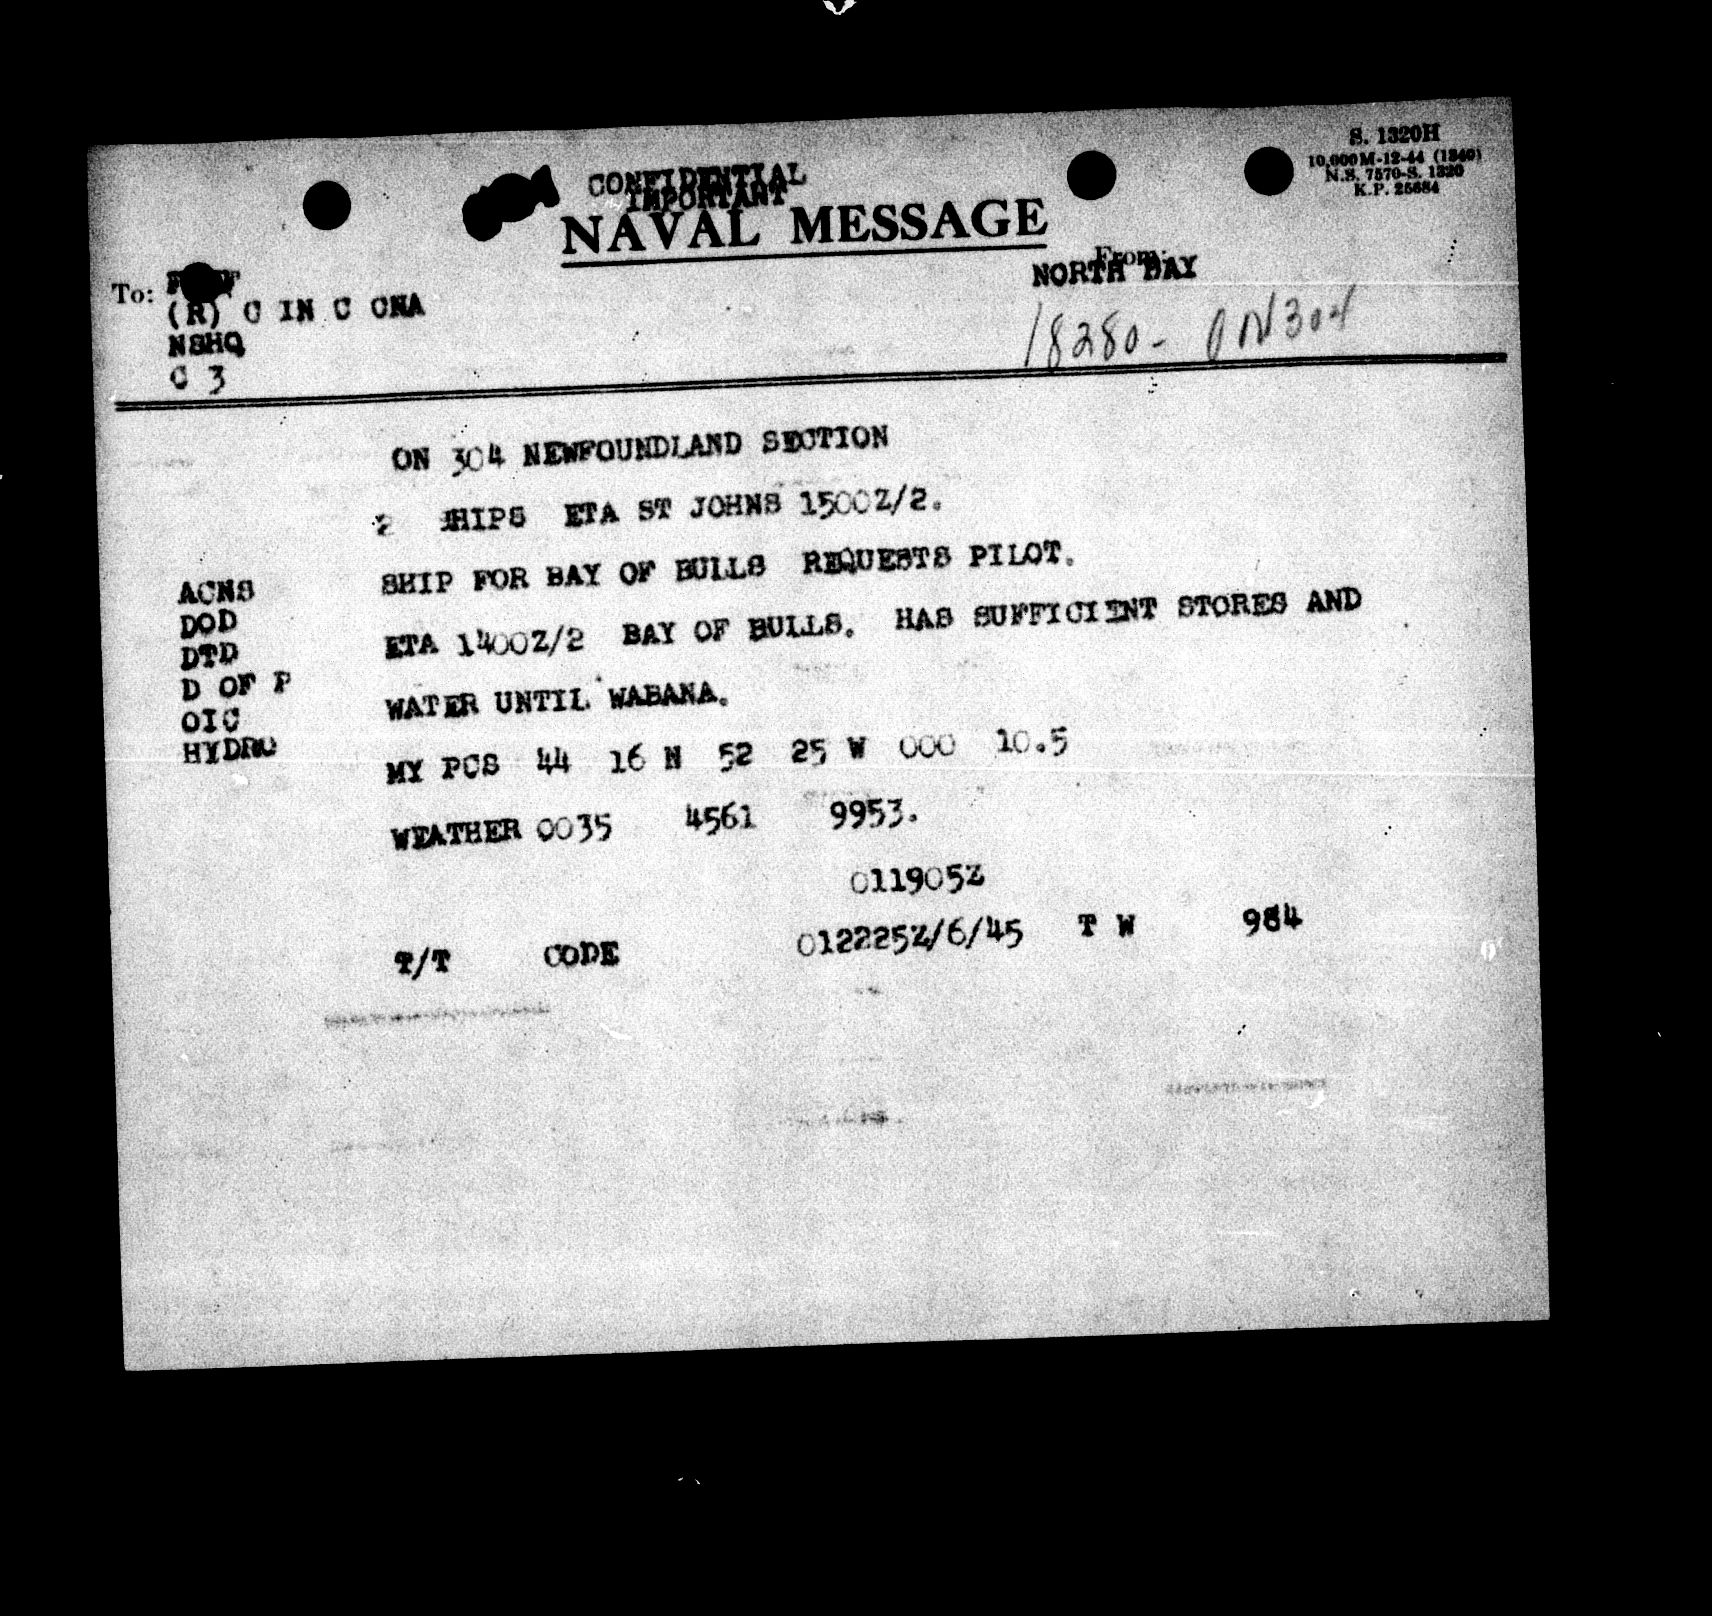 S. 1320H
10,000M-12-44 (1340)
N.S. 7570-S. 1320
K.P. 25684
CONFIDENTIAL
IMPORTANT
NAVAL MESSAGE
To:
From:
NORTH BAY
(R) C IN C CNA
NSHQ
C 3
18280- ON304
ON 304 NEWFOUNDLAND SECTION
2 SHIPS ETA ST JOHNS 1500Z/2.
SHIP FOR BAY OF BULLS REQUESTS PILOT.
ETA 1400Z/2 BAY OF BULLS. HAS SUFFICIENT STORES AND
WATER UNTIL WABANA.
ACNS
DOD
DTD
D OF P
OIC
HYDRO
MY PCS 44 16 N 52 25 W 000 10.5
WEATHER 0035 4561 9953.
011905Z
T/T CODE 012225Z/6/45 T W 984